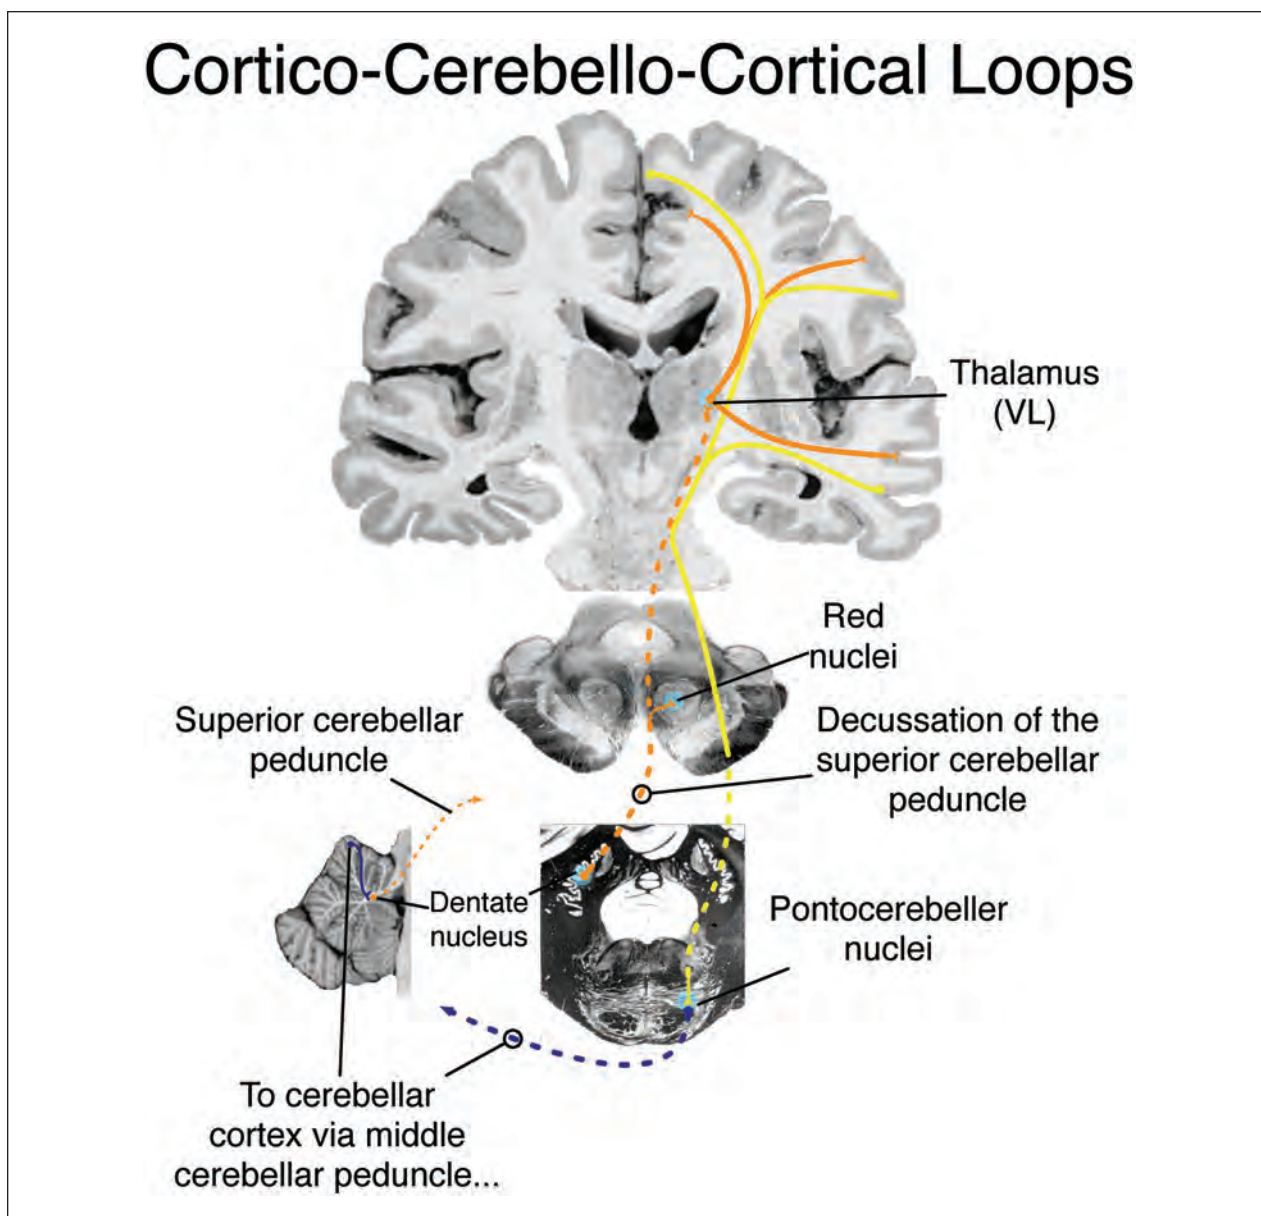 Cortico-Cerebello-Cortical Loops
Thalamus
(VL)
Red
nuclei
Superior cerebellar
peduncle
Decussation of the
superior cerebellar
peduncle
Dentate
nucleus
Pontocerebeller
nuclei
To cerebellar
cortex via middle
cerebellar peduncle...